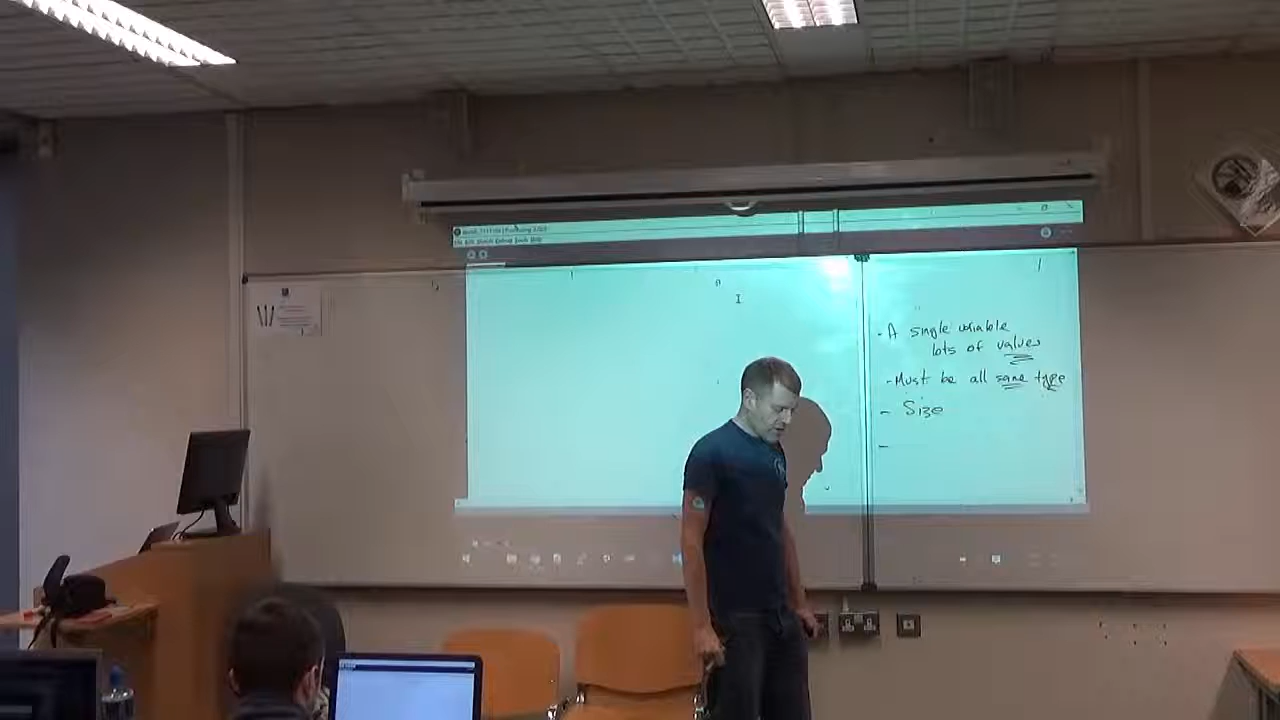 - A single variable
lots of values
- Must be all same type
- Size
-